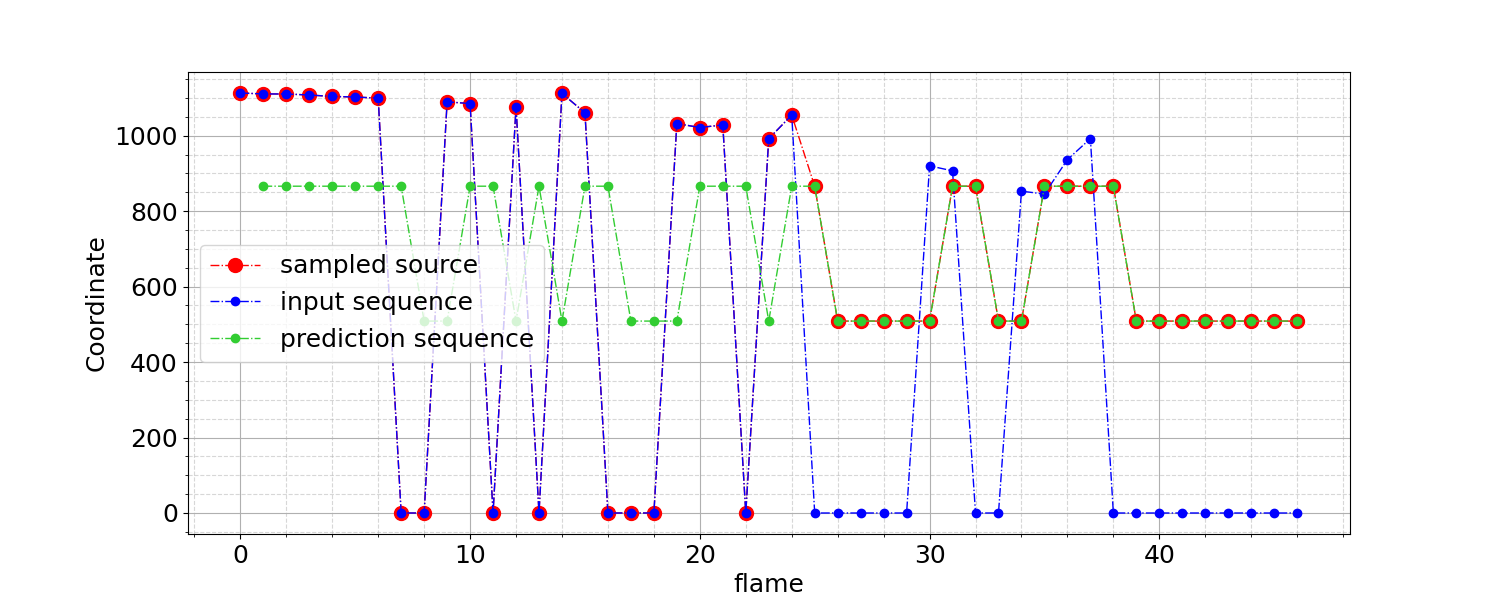 1000
800
600
400
200
0
Coordinate
sampled source
input sequence
prediction sequence
0 10 20 30 40
flame